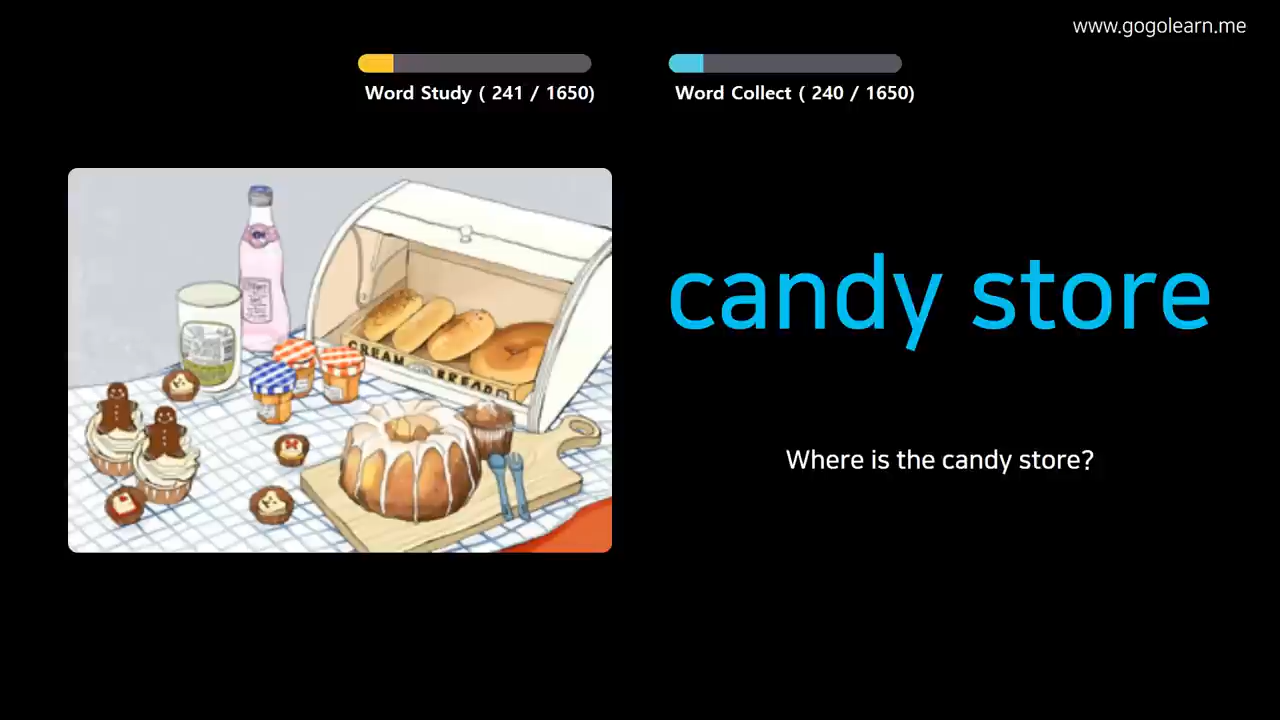 www.gogolearn.me
Word Study ( 241 / 1650)
Word Collect ( 240 / 1650)
CREAM BREAD
candy store
Where is the candy store?